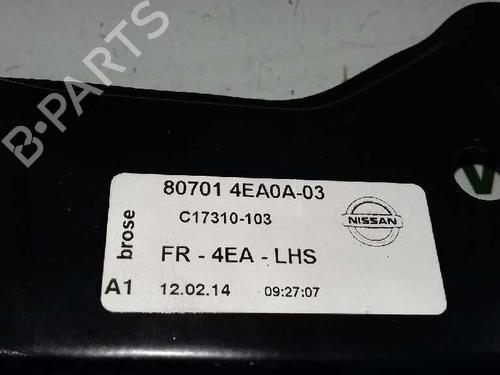 B-PARTS
80701 4EA0A-03
C17310-103
NISSAN
brose
FR - 4EA - LHS
A1 12.02.14 09:27:07